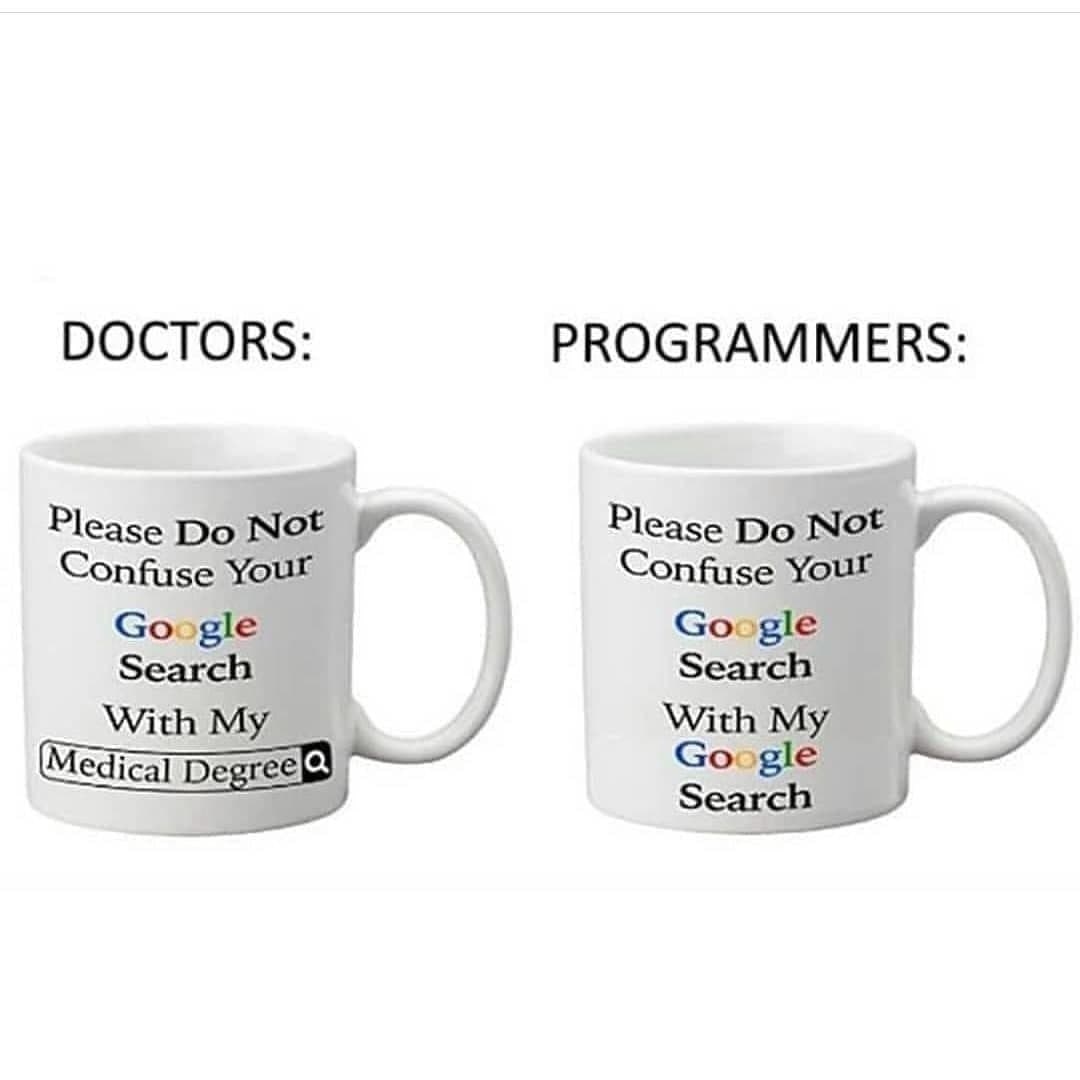 DOCTORS:
PROGRAMMERS:
Please Do Not
Confuse Your
Google
Search
With My
Medical Degree
Please Do Not
Confuse Your
Google
Search
With My
Google
Search